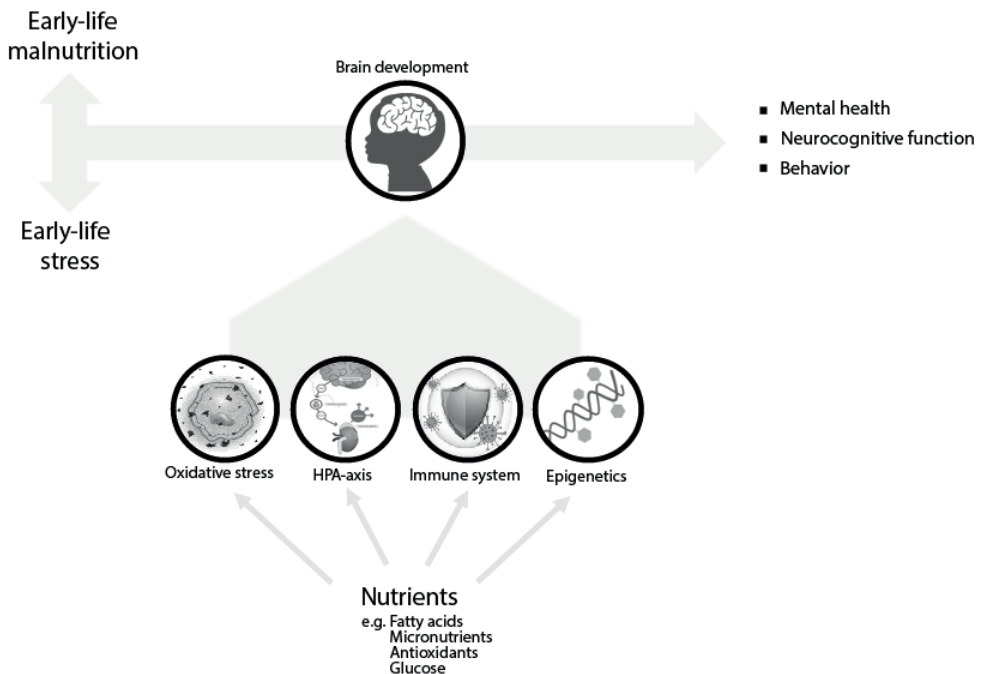 Early-life
malnutrition
Brain development
■ Mental health
■ Neurocognitive function
■ Behavior
Early-life
stress
Oxidative stress
HPA-axis
Immune system
Epigenetics
Nutrients
e.g. Fatty acids
Micronutrients
Antioxidants
Glucose